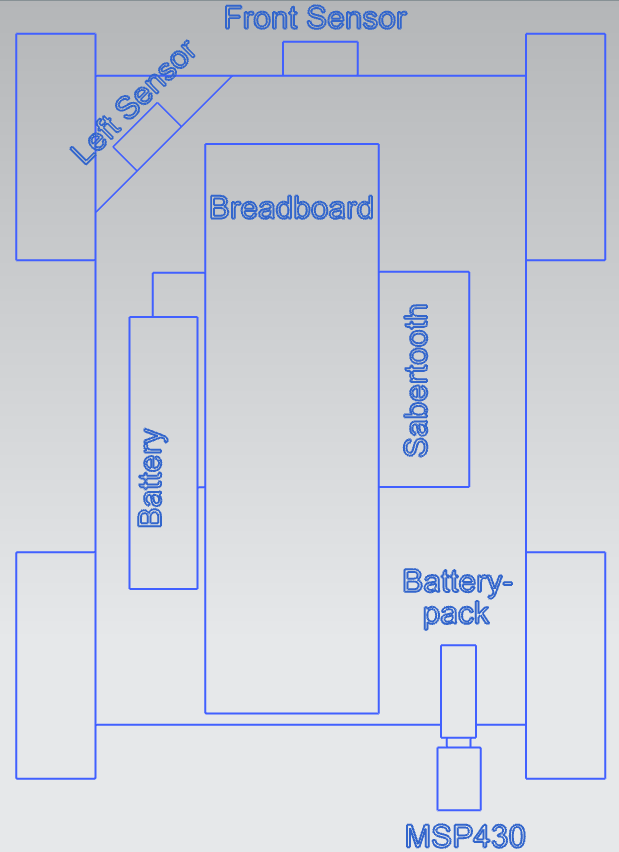 Front Sensor
Left Sensor
Breadboard
Sabertooth
Battery
Battery-
pack
MSP430